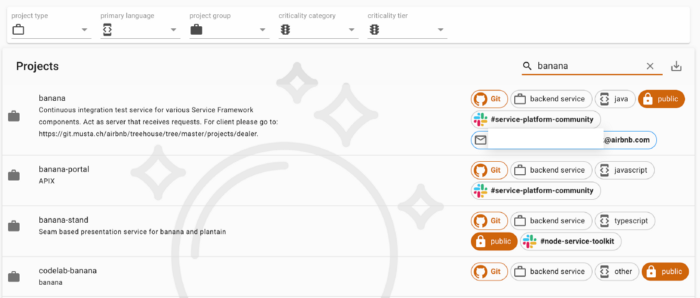 project type
primary language
project group
criticality category
criticality tier
Projects
banana
banana
Continuous integration test service for various Service Framework
components. Act as server that receives requests. For client please go to:
https://git.musta.ch/airbnb/treehouse/tree/master/projects/dealer.
Git
backend service
java
public
#service-platform-community
@airbnb.com
banana-portal
APIX
Git
backend service
javascript
#service-platform-community
banana-stand
Seam based presentation service for banana and plantain
Git
backend service
typescript
public
#node-service-toolkit
codelab-banana
banana
Git
backend service
other
public